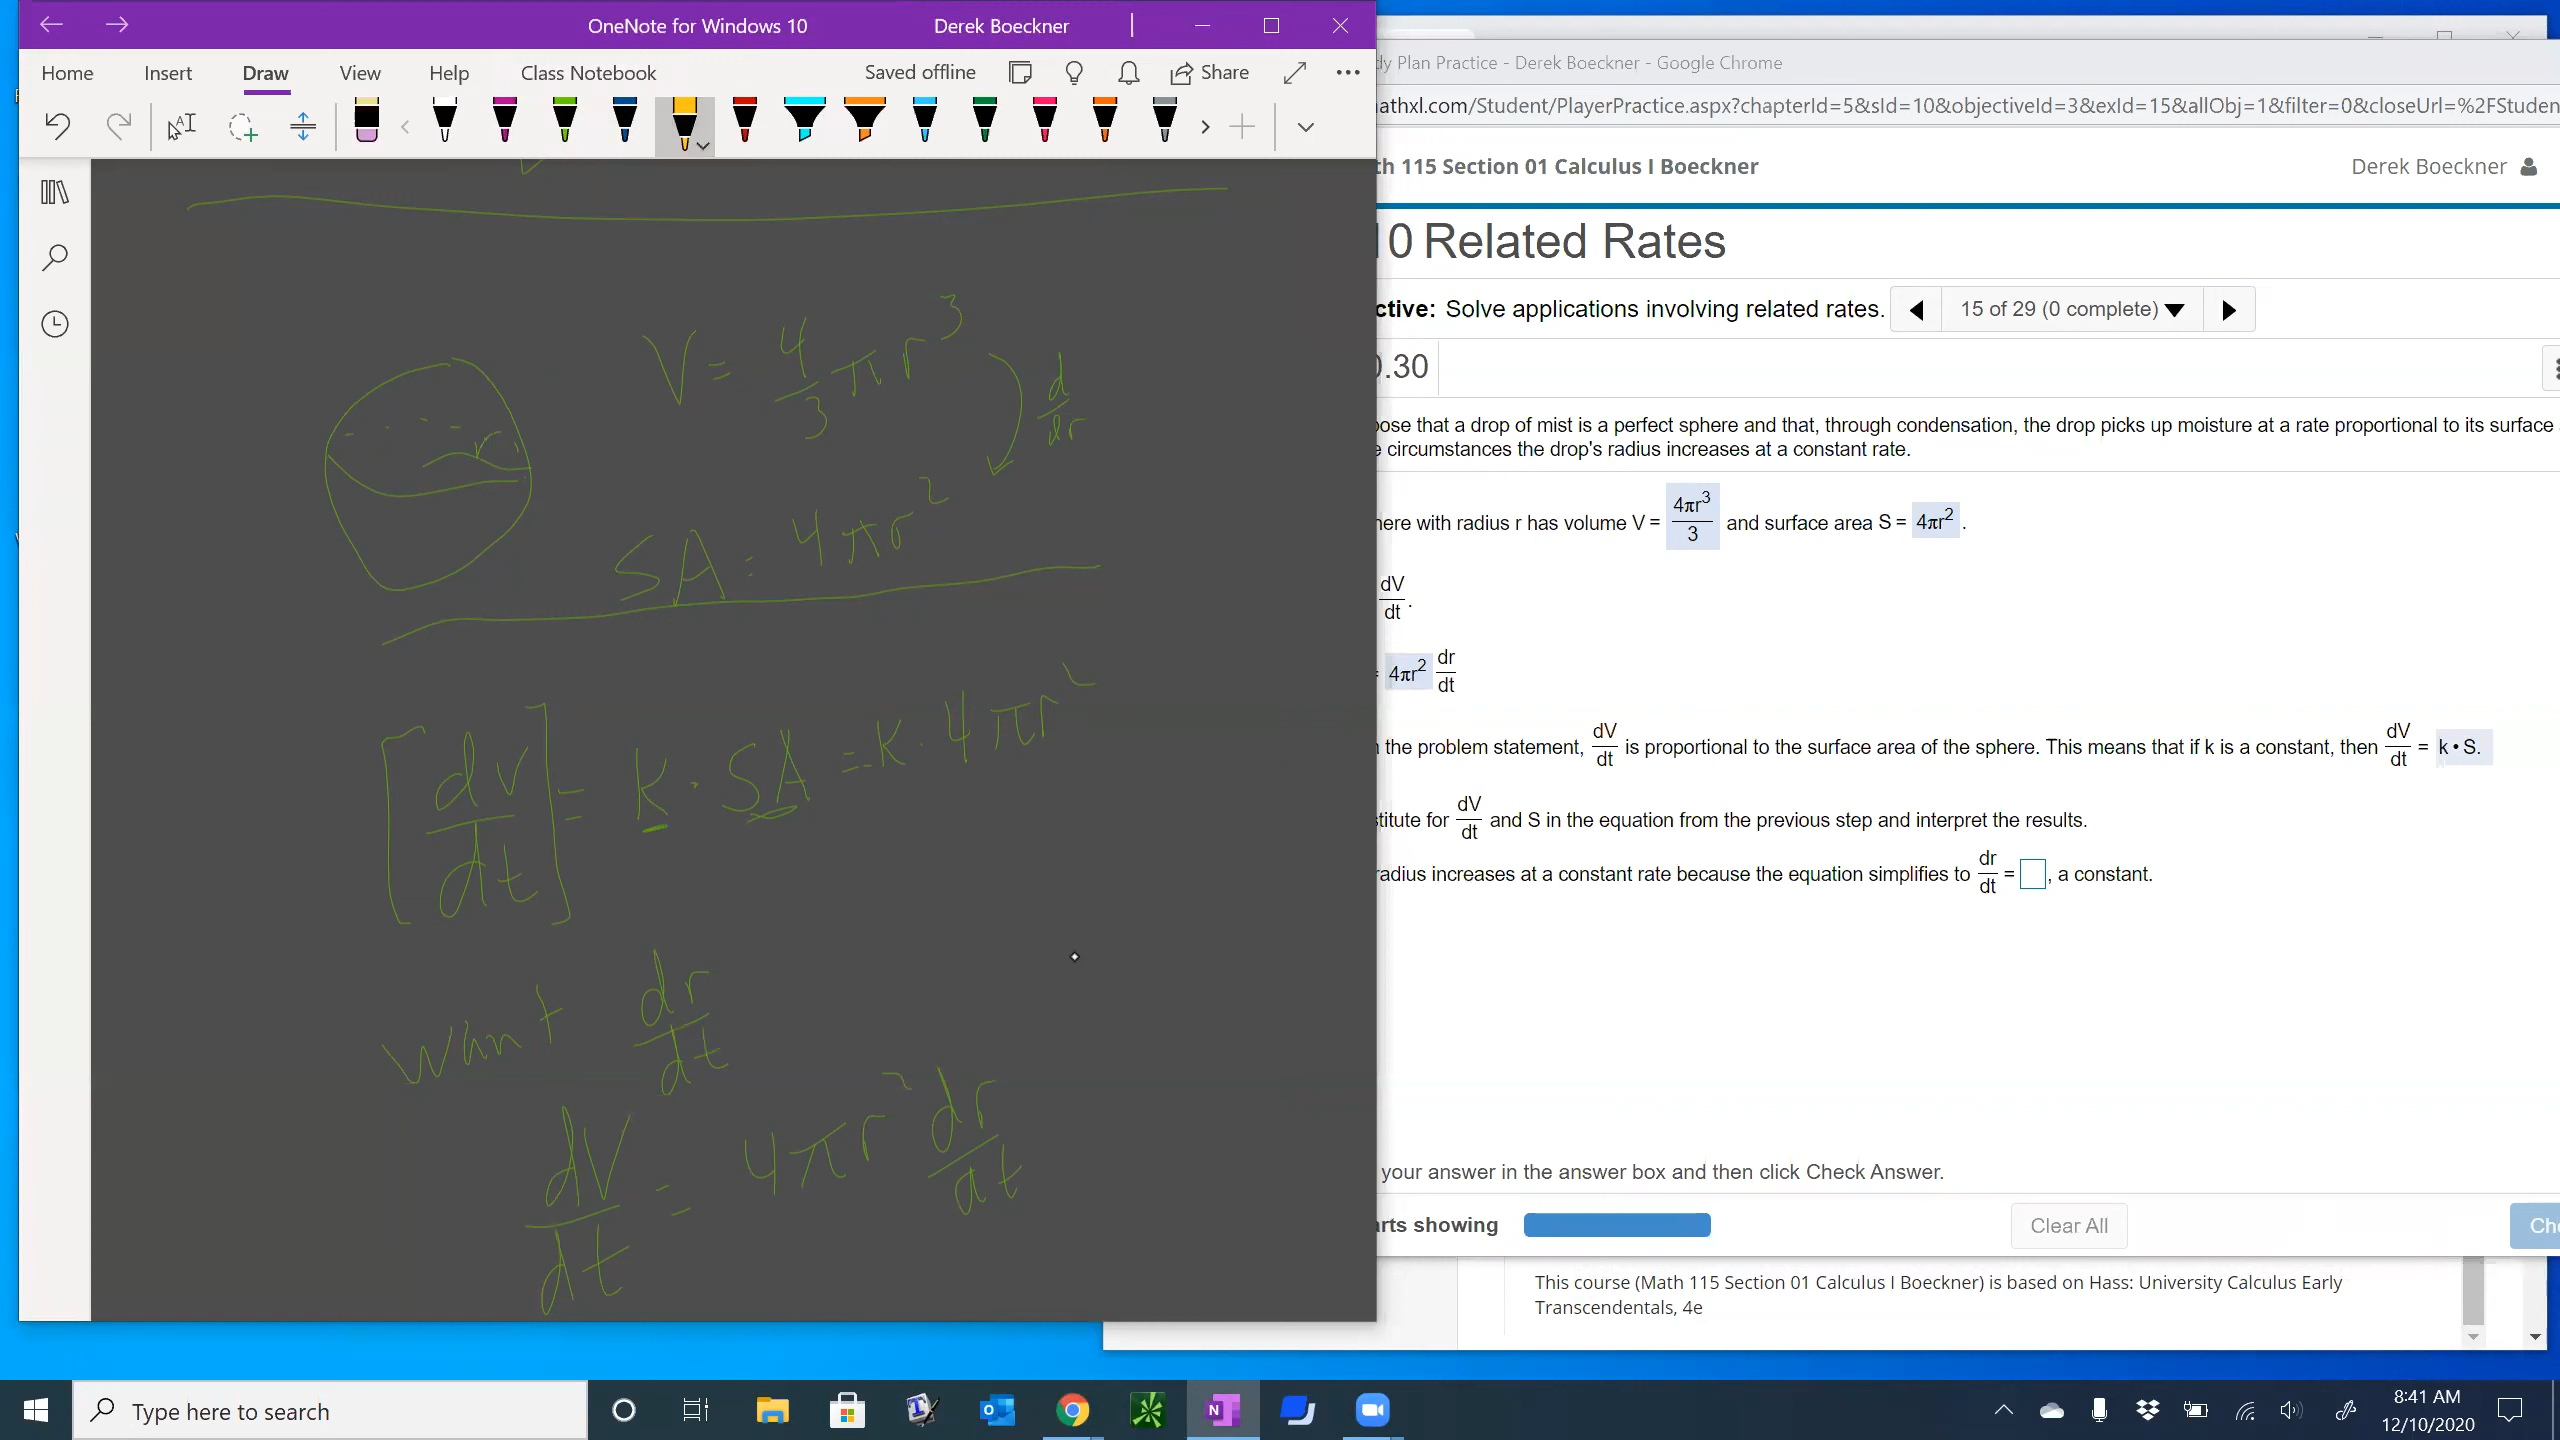 OneNote for Windows 10
Derek Boeckner
Home Insert Draw View Help Class Notebook Saved offline Share
V = 4/3 πr³
d/dr
r
SA = 4πr²
[dV/dt] = k · SA = k · 4πr²
want dr/dt
dV/dt = 4πr² dr/dt
dy Plan Practice - Derek Boeckner - Google Chrome
mathxl.com/Student/PlayerPractice.aspx?chapterId=5&sId=10&objectiveId=3&exId=15&allObj=1&filter=0&closeUrl=%2FStuden
th 115 Section 01 Calculus I Boeckner
Derek Boeckner
10 Related Rates
ctive: Solve applications involving related rates.
15 of 29 (0 complete)
0.30
pose that a drop of mist is a perfect sphere and that, through condensation, the drop picks up moisture at a rate proportional to its surface
e circumstances the drop's radius increases at a constant rate.
here with radius r has volume V = 4πr³/3 and surface area S = 4πr².
dV/dt.
= 4πr² dr/dt
n the problem statement, dV/dt is proportional to the surface area of the sphere. This means that if k is a constant, then dV/dt = k • S.
titute for dV/dt and S in the equation from the previous step and interpret the results.
radius increases at a constant rate because the equation simplifies to dr/dt = , a constant.
your answer in the answer box and then click Check Answer.
arts showing
Clear All
Che
This course (Math 115 Section 01 Calculus I Boeckner) is based on Hass: University Calculus Early
Transcendentals, 4e
Type here to search
8:41 AM
12/10/2020